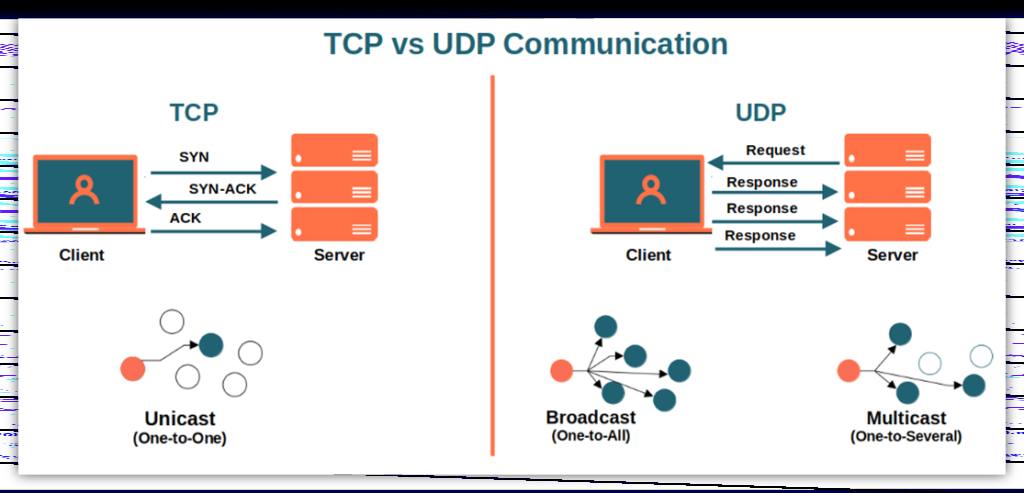 TCP vs UDP Communication
TCP
SYN
SYN-ACK
ACK
Client
Server
Unicast
(One-to-One)
UDP
Request
Response
Response
Response
Client
Server
Broadcast
(One-to-All)
Multicast
(One-to-Several)